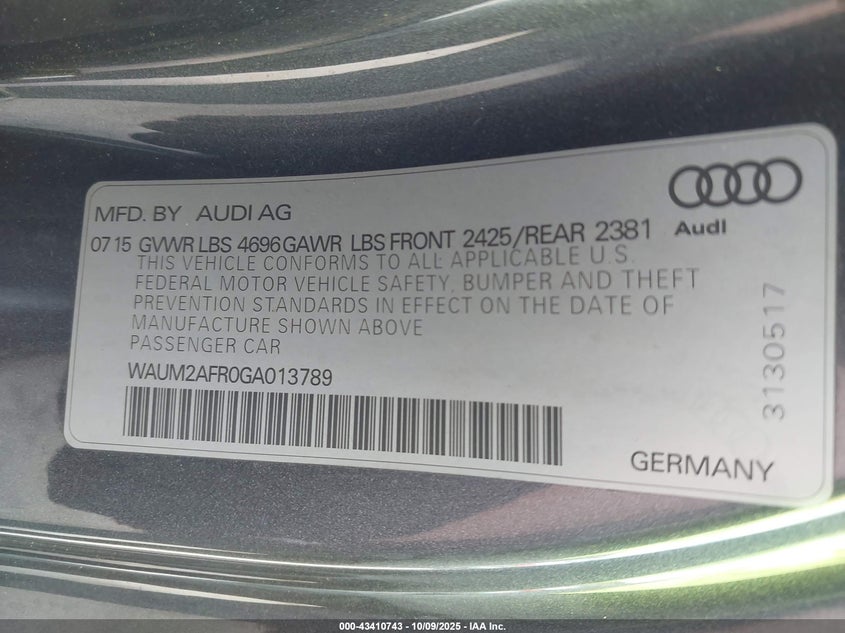 MFD. BY AUDI AG
Audi
07 15 GVWR LBS 4696 GAWR LBS FRONT 2425/REAR 2381
THIS VEHICLE CONFORMS TO ALL APPLICABLE U.S.
FEDERAL MOTOR VEHICLE SAFETY, BUMPER AND THEFT
PREVENTION STANDARDS IN EFFECT ON THE DATE OF
MANUFACTURE SHOWN ABOVE
PASSENGER CAR
WAUM2AFR0GA013789
3130517
GERMANY
000-43410743 - 10/09/2025 - © IAA Inc.